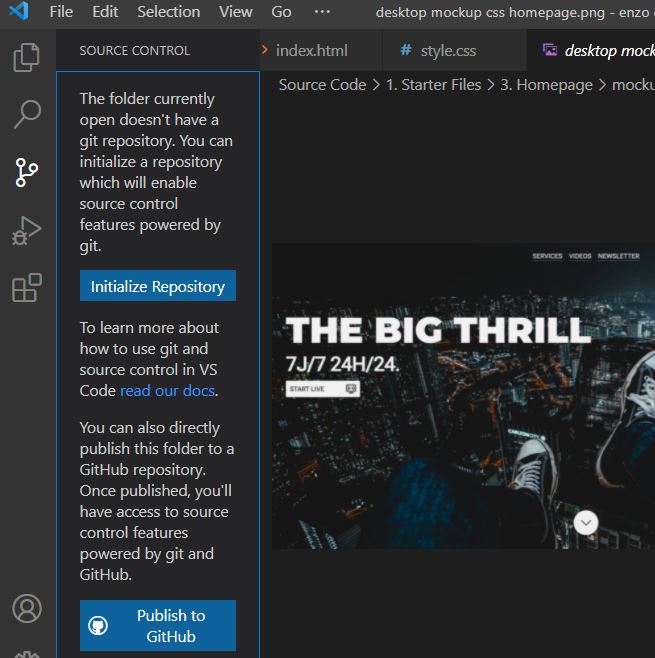 File Edit Selection View Go ··· desktop mockup css homepage.png - enzo
SOURCE CONTROL
index.html
# style.css
desktop mock
Source Code > 1. Starter Files > 3. Homepage > mocku
The folder currently
open doesn't have a
git repository. You can
initialize a repository
which will enable
source control
features powered by
git.
Initialize Repository
To learn more about
how to use git and
source control in VS
Code read our docs.
You can also directly
publish this folder to a
GitHub repository.
Once published, you'll
have access to source
control features
powered by git and
GitHub.
Publish to
GitHub
SERVICES VIDEOS NEWSLETTER
THE BIG THRILL
7J/7 24H/24.
START LIVE